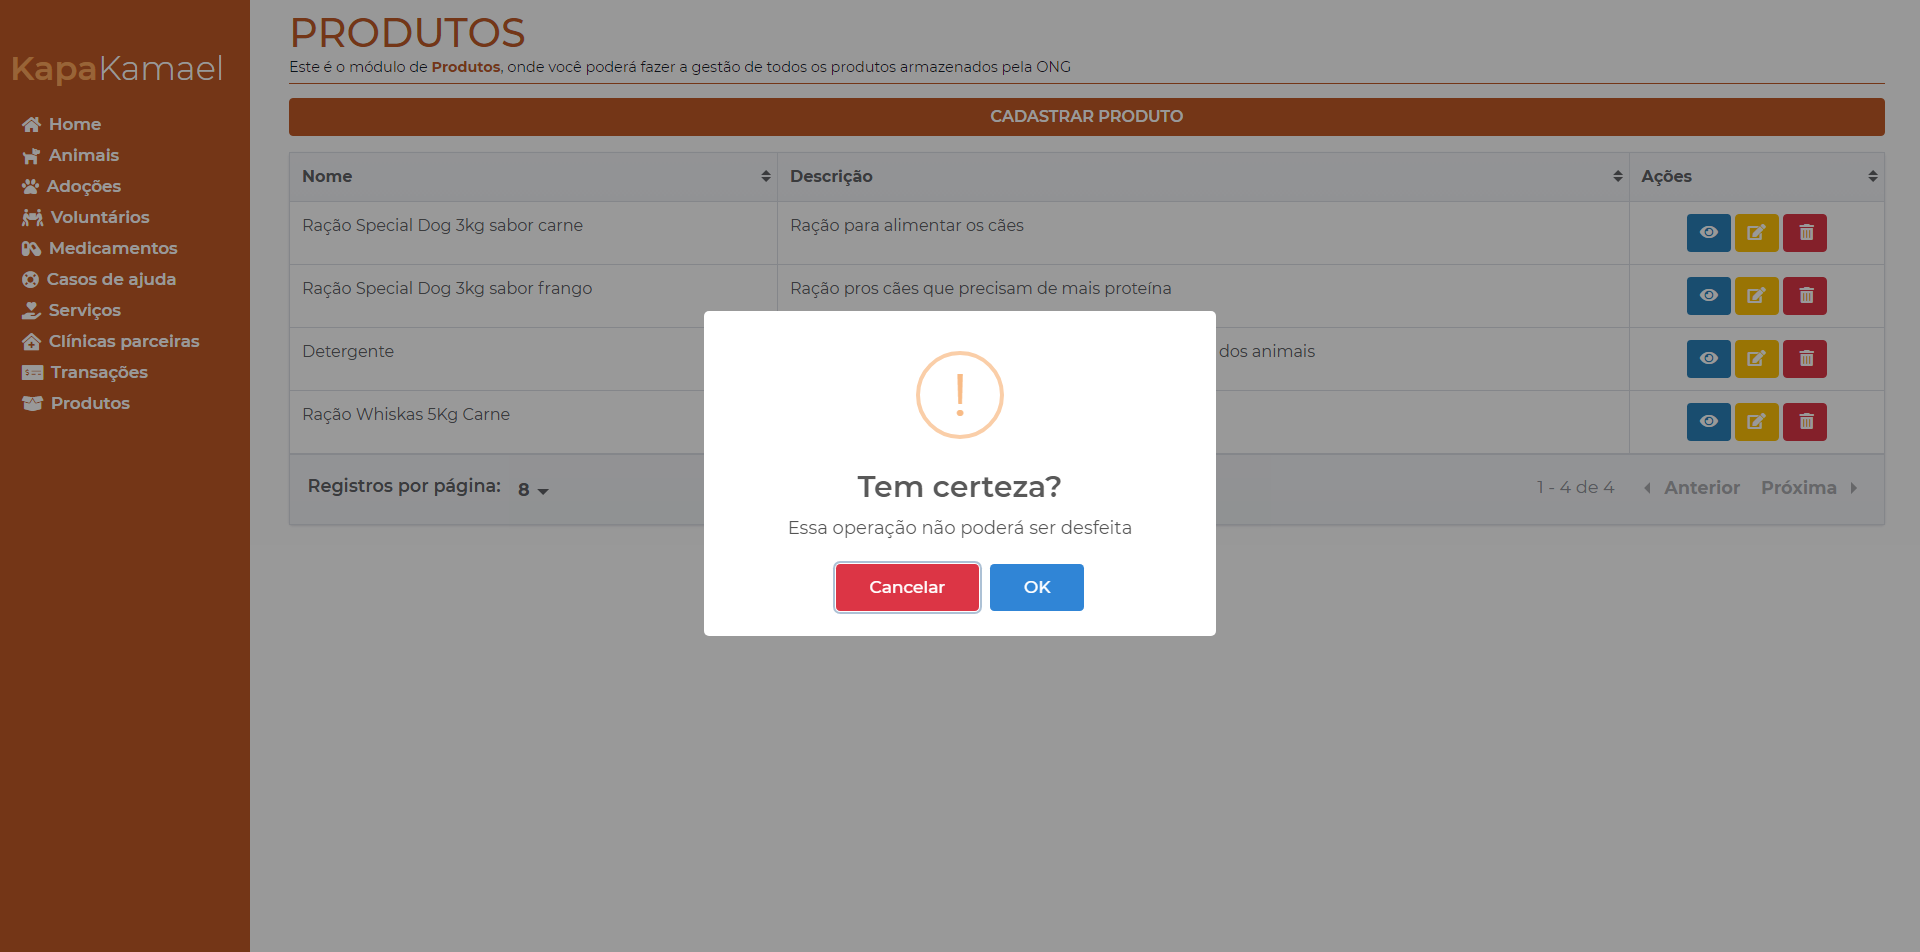 KapaKamael
Home
Animais
Adoções
Voluntários
Medicamentos
Casos de ajuda
Serviços
Clínicas parceiras
Transações
Produtos
PRODUTOS
Este é o módulo de Produtos, onde você poderá fazer a gestão de todos os produtos armazenados pela ONG
CADASTRAR PRODUTO
Nome Descrição Ações
Ração Special Dog 3kg sabor carne Ração para alimentar os cães
Ração Special Dog 3kg sabor frango Ração pros cães que precisam de mais proteína
Detergente dos animais
Ração Whiskas 5Kg Carne
Registros por página: 8 1 - 4 de 4 Anterior Próxima
!
Tem certeza?
Essa operação não poderá ser desfeita
Cancelar OK